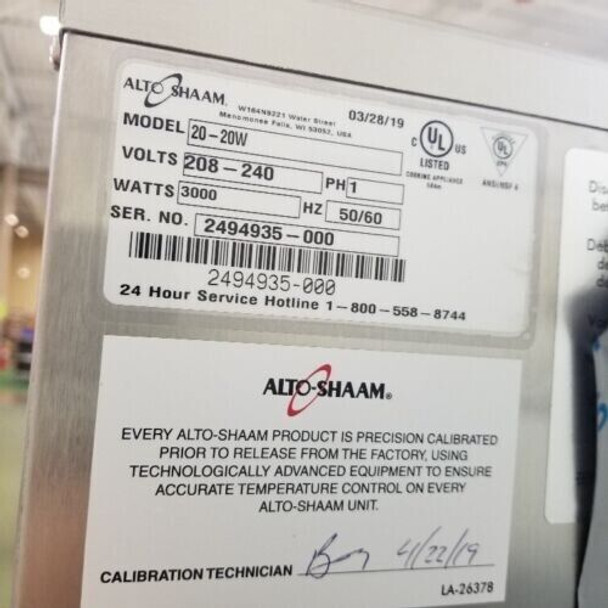 ALTO-SHAAM. W164N9221 Water Street 03/28/19
Menomonee Falls, WI 53052, USA
MODEL 20-20W
VOLTS 208-240 PH 1
WATTS 3000 HZ 50/60
SER. NO. 2494935-000
2494935-000
24 Hour Service Hotline 1-800-558-8744
C UL US
LISTED
COOKING APPLIANCE
UL
ANSI/NSF 4
ALTO-SHAAM®
EVERY ALTO-SHAAM PRODUCT IS PRECISION CALIBRATED
PRIOR TO RELEASE FROM THE FACTORY, USING
TECHNOLOGICALLY ADVANCED EQUIPMENT TO ENSURE
ACCURATE TEMPERATURE CONTROL ON EVERY
ALTO-SHAAM UNIT.
CALIBRATION TECHNICIAN 4/22/19
LA-26378